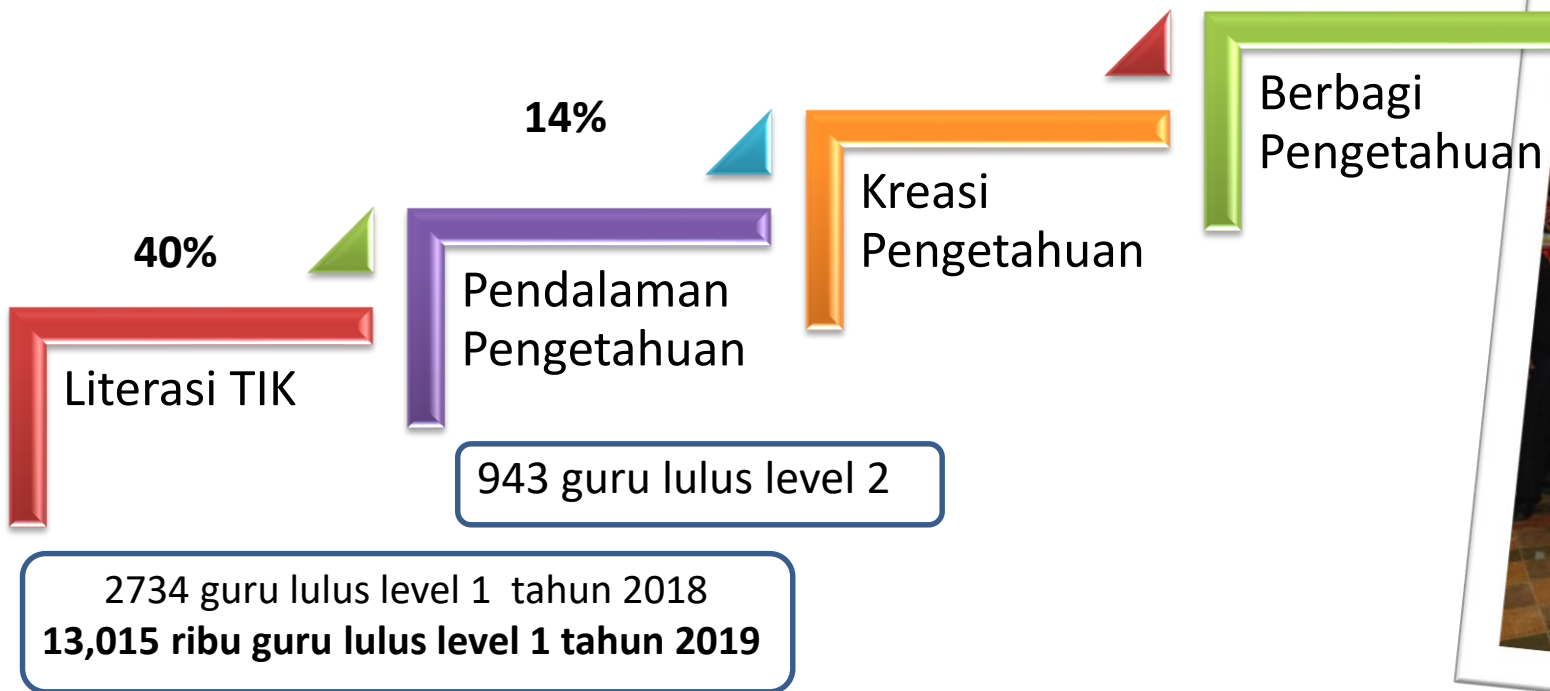 40%
Literasi TIK
14%
Pendalaman
Pengetahuan
Kreasi
Pengetahuan
Berbagi
Pengetahuan
943 guru lulus level 2
2734 guru lulus level 1 tahun 2018
13,015 ribu guru lulus level 1 tahun 2019